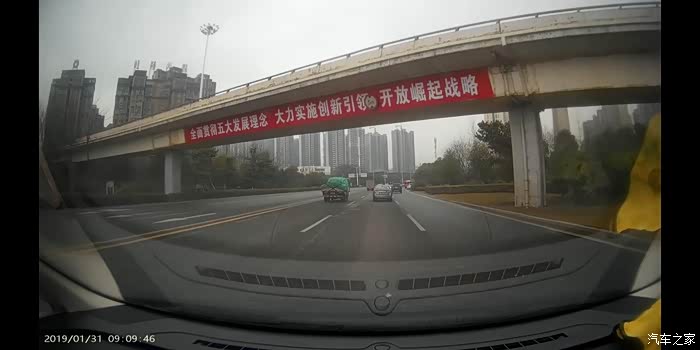 全面贯彻五大发展理念 大力实施创新引领 开放崛起战略
2019/01/31 09:09:46
汽车之家